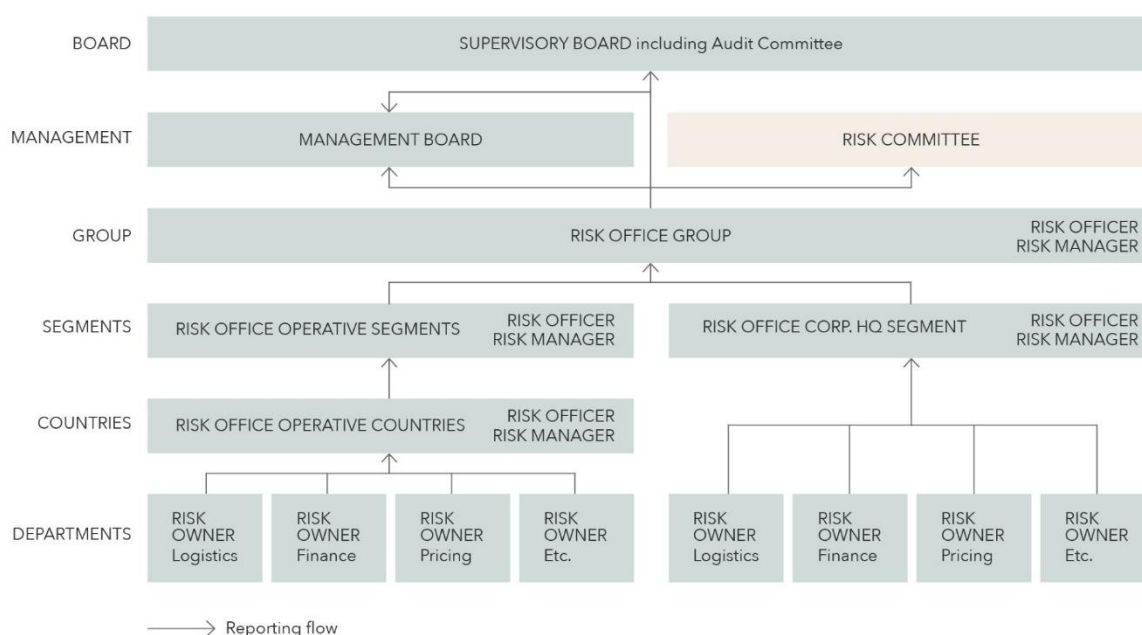 BOARD
SUPERVISORY BOARD including Audit Committee
MANAGEMENT
MANAGEMENT BOARD
RISK COMMITTEE
GROUP
RISK OFFICE GROUP
RISK OFFICER
RISK MANAGER
SEGMENTS
RISK OFFICE OPERATIVE SEGMENTS
RISK OFFICER
RISK MANAGER
RISK OFFICE CORP. HQ SEGMENT
RISK OFFICER
RISK MANAGER
COUNTRIES
RISK OFFICE OPERATIVE COUNTRIES
RISK OFFICER
RISK MANAGER
DEPARTMENTS
RISK
OWNER
Logistics
RISK
OWNER
Finance
RISK
OWNER
Pricing
RISK
OWNER
Etc.
RISK
OWNER
Logistics
RISK
OWNER
Finance
RISK
OWNER
Pricing
RISK
OWNER
Etc.
Reporting flow